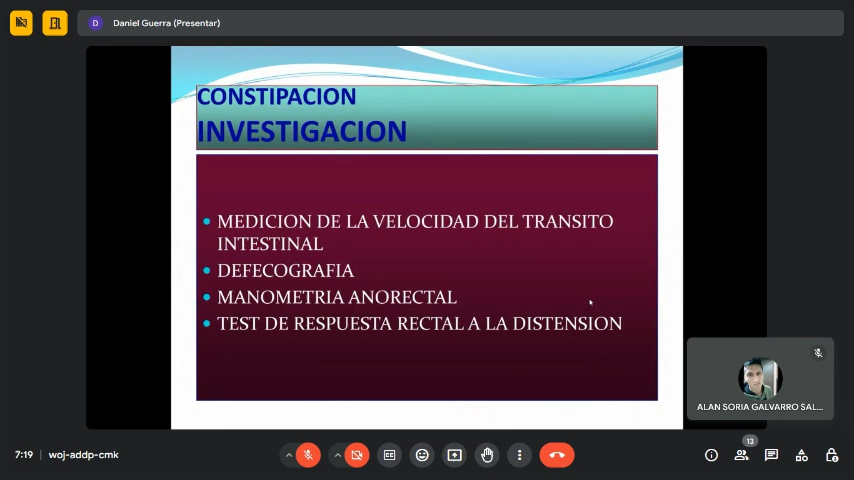 D Daniel Guerra (Presentar)
CONSTIPACION
INVESTIGACION
• MEDICION DE LA VELOCIDAD DEL TRANSITO
INTESTINAL
• DEFECOGRAFIA
• MANOMETRIA ANORECTAL
• TEST DE RESPUESTA RECTAL A LA DISTENSION
ALAN SORIA GALVARRO SAL...
13
7:19 | woj-addp-cmk